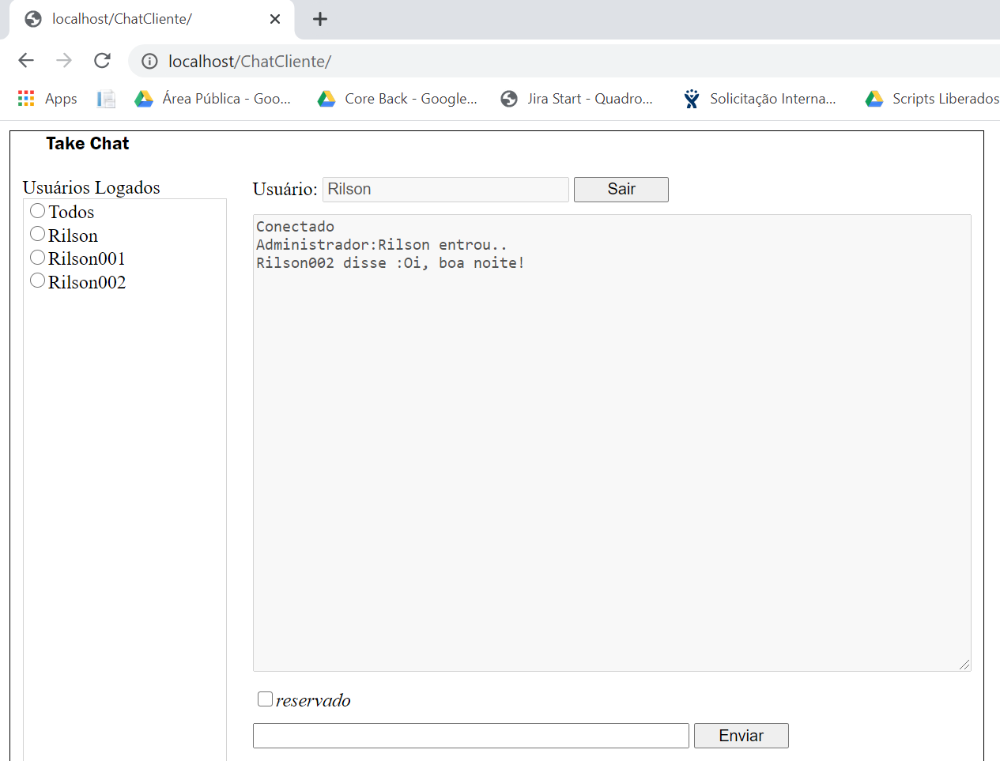 localhost/ChatCliente/
localhost/ChatCliente/
Apps
Área Pública - Goo...
Core Back - Google...
Jira Start - Quadro...
Solicitação Interna...
Scripts Liberados
Take Chat
Usuários Logados
Todos
Rilson
Rilson001
Rilson002
Usuário: Rilson Sair
Conectado
Administrador:Rilson entrou..
Rilson002 disse :Oi, boa noite!
reservado
Enviar